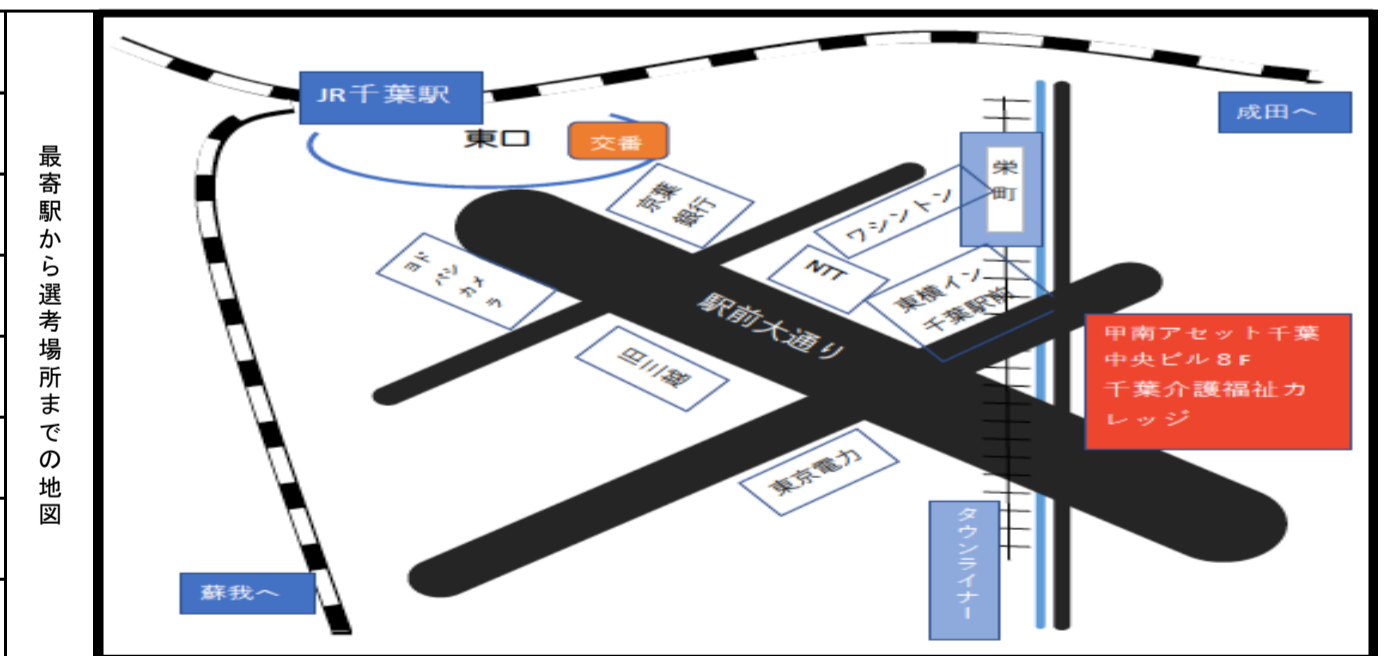 最寄駅から選考場所までの地図
JR千葉駅
成田へ
東口
交番
栄
町
京葉
銀行
ワシントン
ヨド
バシ
カメ
ラ
NTT
東横イン
千葉駅前
駅前大通り
甲南アセット千葉
中央ビル８F
千葉介護福祉カ
レッジ
旧三越
東京電力
タウンライナー
蘇我へ